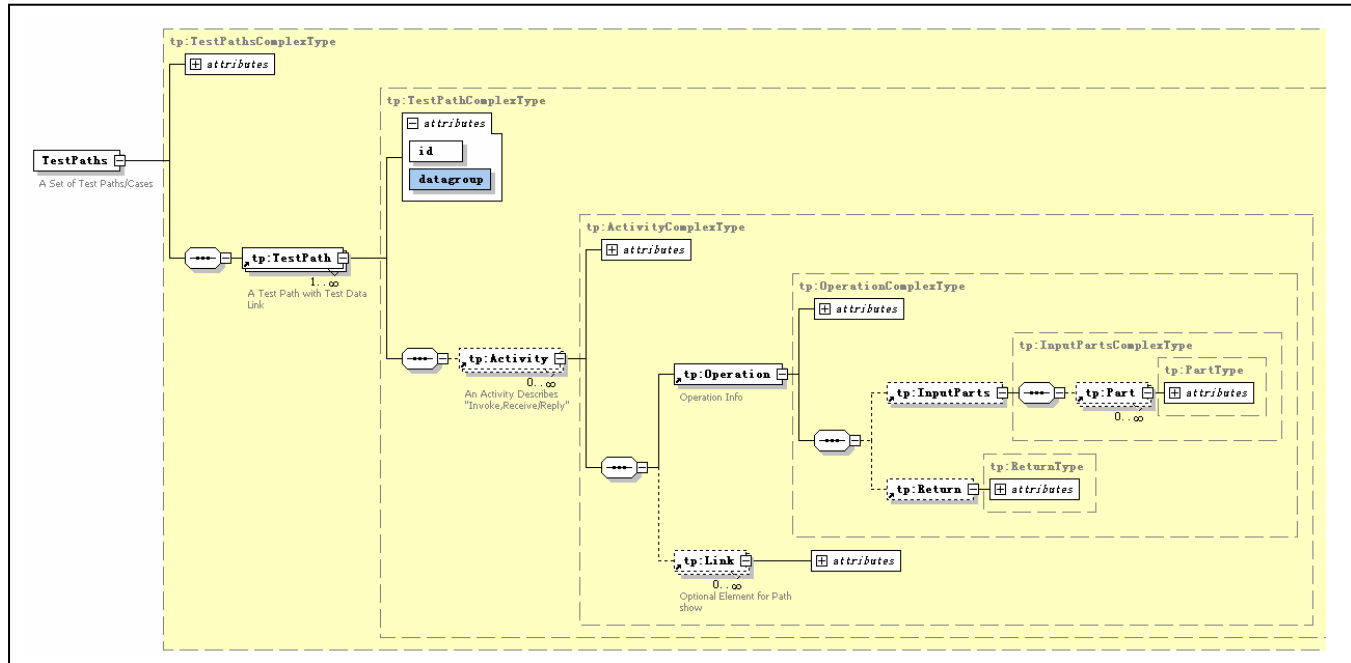 tp:TestPathsComplexType
attributes
tp:TestPathComplexType
attributes
id
datagroup
TestPaths
A Set of Test Paths/Cases
tp:TestPath
1..∞
A Test Path with Test Data
Link
tp:ActivityComplexType
attributes
tp:Activity
0..∞
An Activity Describes
"Invoke,Receive/Reply"
tp:OperationComplexType
attributes
tp:Operation
Operation Info
tp:InputPartsComplexType
tp:InputParts
tp:PartType
tp:Part
0..∞
attributes
tp:ReturnType
tp:Return
attributes
tp:Link
0..∞
Optional Element for Path
show
attributes